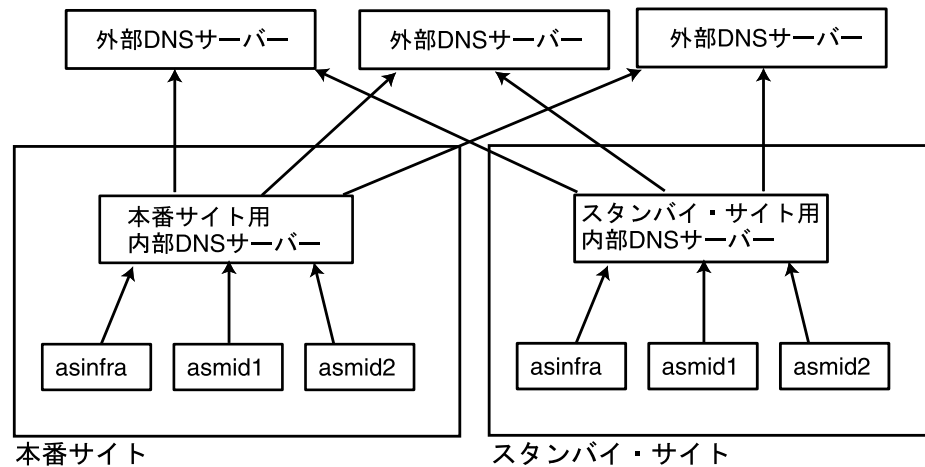 外部DNSサーバー
外部DNSサーバー
外部DNSサーバー
本番サイト用
内部DNSサーバー
スタンバイ・サイト用
内部DNSサーバー
asinfra
asmid1
asmid2
asinfra
asmid1
asmid2
本番サイト
スタンバイ・サイト